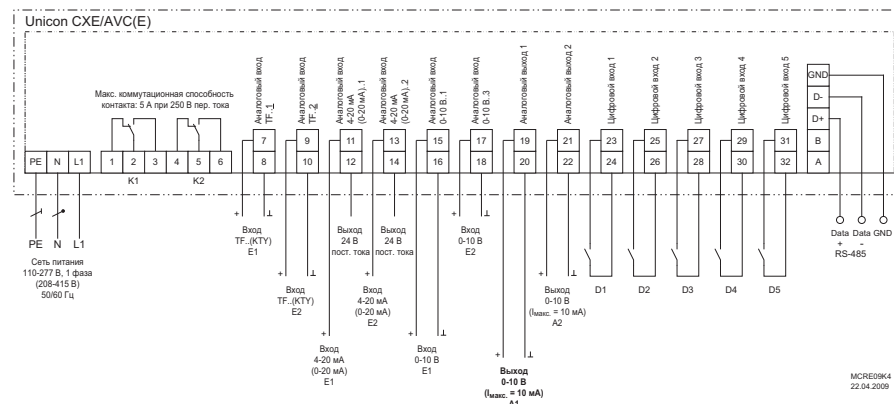 Unicon CXE/AVC(E)
Макс. коммутационная способность
контакта: 5 А при 250 В пер. тока
Аналоговый вход
TF..1
Аналоговый вход
TF..2
Аналоговый вход
4-20 мА
(0-20 мА)..1
Аналоговый вход
4-20 мА
(0-20 мА)..2
Аналоговый вход
0-10 В..1
Аналоговый вход
0-10 В..3
Аналоговый выход 1
Аналоговый выход 2
Цифровой вход 1
Цифровой вход 2
Цифровой вход 3
Цифровой вход 4
Цифровой вход 5
GND
D-
D+
B
A
7 9 11 13 15 17 19 21 23 25 27 29 31
PE N L1 1 2 3 4 5 6 8 10 12 14 16 18 20 22 24 26 28 30 32
K1 K2
PE N L1
Сеть питания
110-277 В, 1 фаза
(208-415 В)
50/60 Гц
+ ⊥
Вход
TF..(KTY)
E1
+ ⊥
Вход
TF..(KTY)
E2
+
Вход
4-20 мА
(0-20 мА)
E1
Выход
24 В
пост. тока
+
Вход
4-20 мА
(0-20 мА)
E2
Выход
24 В
пост. тока
+ ⊥
Вход
0-10 В
E1
+ ⊥
Вход
0-10 В
E2
+ ⊥
Выход
0-10 В
(Iмакс. = 10 мА)
A1
+ ⊥
Выход
0-10 В
(Iмакс. = 10 мА)
A2
D1 D2 D3 D4 D5
Data Data GND
+ -
RS-485
MCRE09K4
22.04.2009